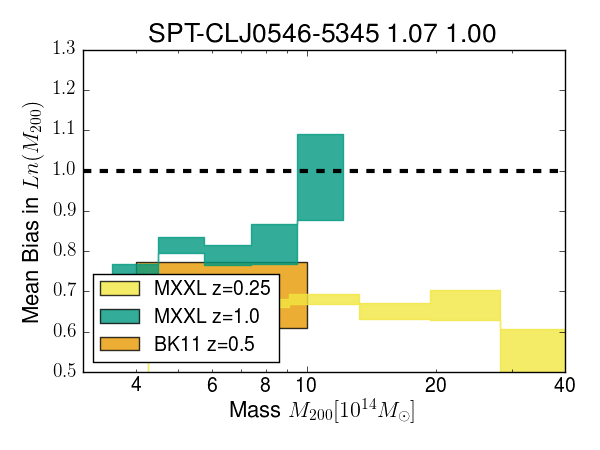 SPT-CLJ0546-5345 1.07 1.00
1.3
1.2
1.1
1.0
0.9
0.8
0.7
0.6
0.5
Mean Bias in Ln(M₂₀₀)
MXXL z=0.25
MXXL z=1.0
BK11 z=0.5
4 6 8 10 20 40
Mass M₂₀₀[10¹⁴M☉]